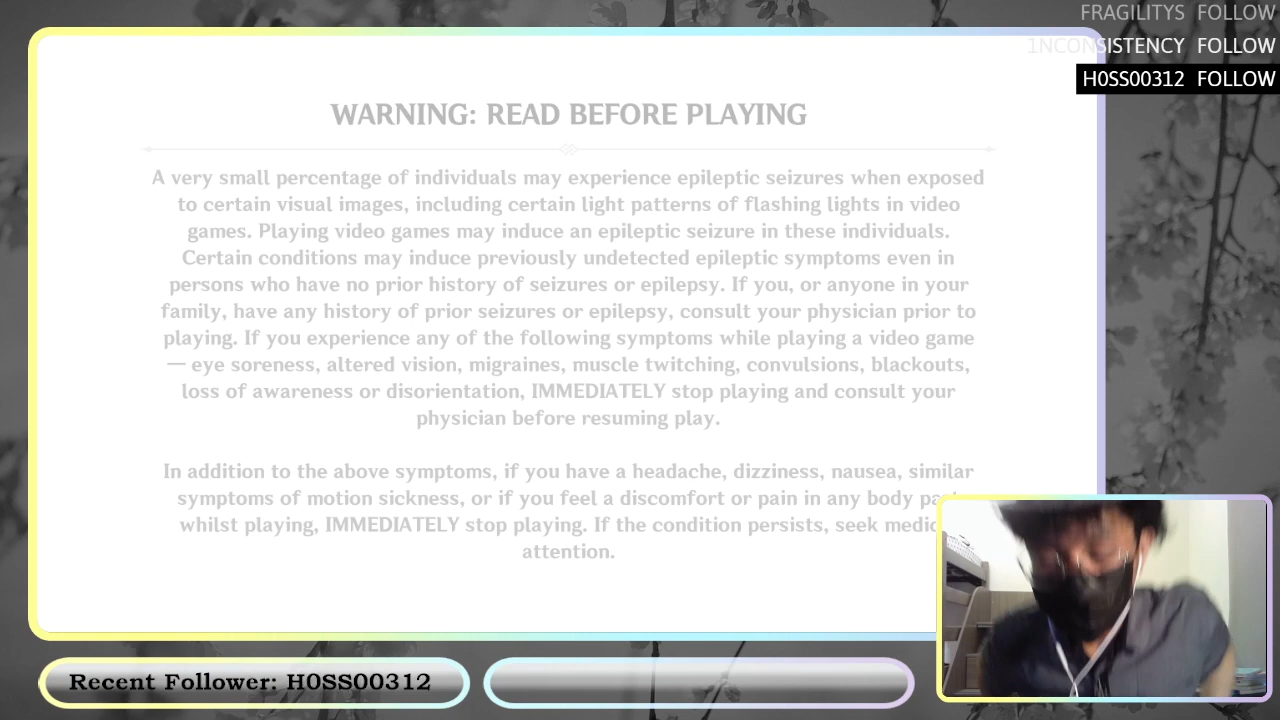 FRAGILITYS FOLLOW
1NCONSISTENCY FOLLOW
H0SS00312 FOLLOW
WARNING: READ BEFORE PLAYING
A very small percentage of individuals may experience epileptic seizures when exposed
to certain visual images, including certain light patterns of flashing lights in video
games. Playing video games may induce an epileptic seizure in these individuals.
Certain conditions may induce previously undetected epileptic symptoms even in
persons who have no prior history of seizures or epilepsy. If you, or anyone in your
family, have any history of prior seizures or epilepsy, consult your physician prior to
playing. If you experience any of the following symptoms while playing a video game
— eye soreness, altered vision, migraines, muscle twitching, convulsions, blackouts,
loss of awareness or disorientation, IMMEDIATELY stop playing and consult your
physician before resuming play.
In addition to the above symptoms, if you have a headache, dizziness, nausea, similar
symptoms of motion sickness, or if you feel a discomfort or pain in any body
whilst playing, IMMEDIATELY stop playing. If the condition persists, seek
attention.
Recent Follower: H0SS00312